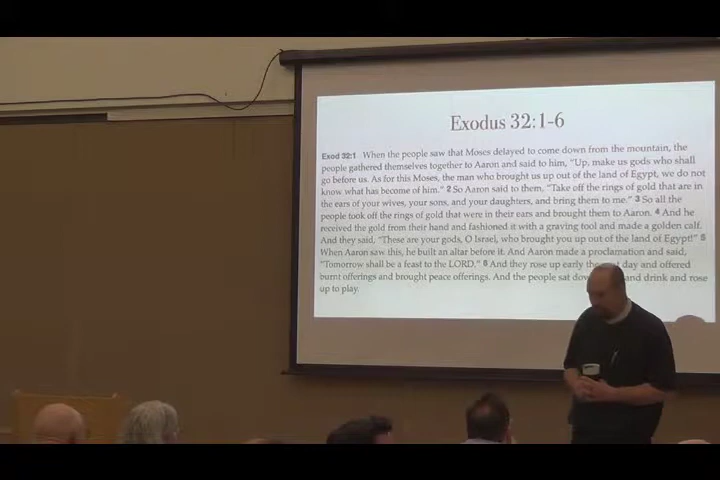 Exodus 32:1-6
Exod 32:1 When the people saw that Moses delayed to come down from the mountain, the
people gathered themselves together to Aaron and said to him, “Up, make us gods who shall
go before us. As for this Moses, the man who brought us up out of the land of Egypt, we do not
know what has become of him.” 2 So Aaron said to them, “Take off the rings of gold that are in
the ears of your wives, your sons, and your daughters, and bring them to me.” 3 So all the
people took off the rings of gold that were in their ears and brought them to Aaron. 4 And he
received the gold from their hand and fashioned it with a graving tool and made a golden calf.
And they said, “These are your gods, O Israel, who brought you up out of the land of Egypt!” 5
When Aaron saw this, he built an altar before it. And Aaron made a proclamation and said,
“Tomorrow shall be a feast to the LORD.” 6 And they rose up early the day and offered
burnt offerings and brought peace offerings. And the people sat and drink and rose
up to play.